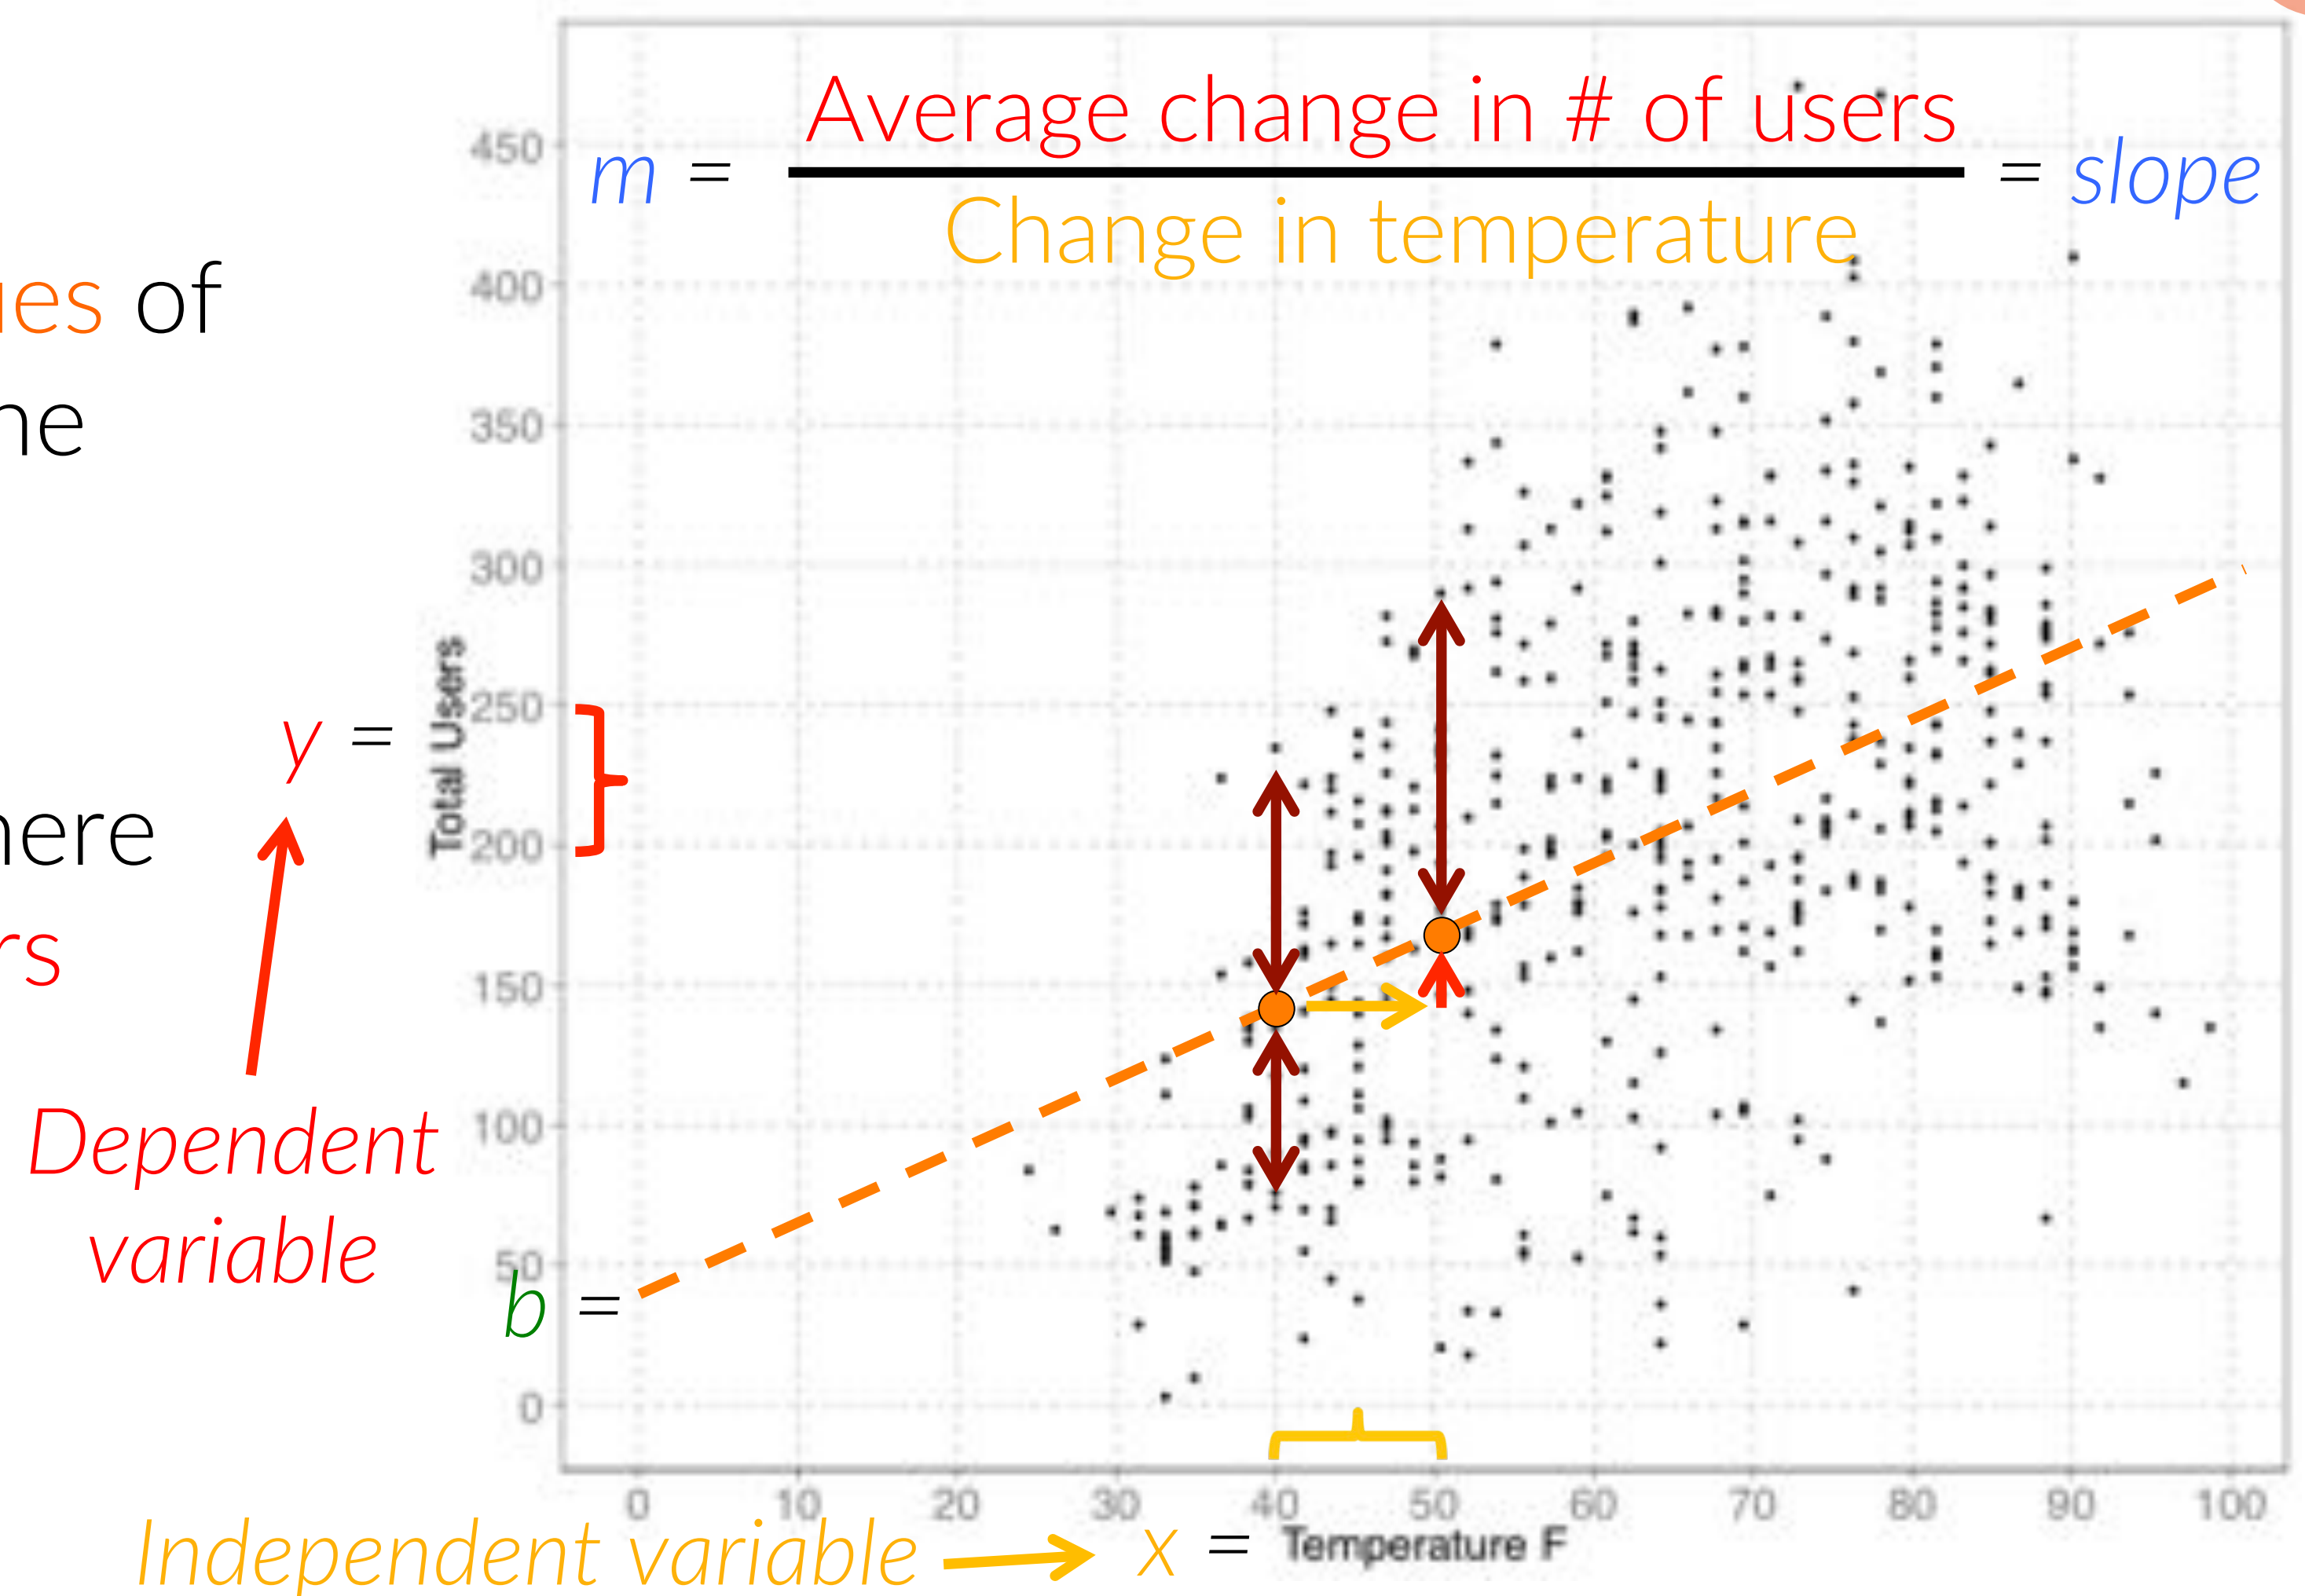 Average change in # of users
m = = slope
Change in temperature
450
400
350
300
250
200
150
100
50
0
of
y =
Total Users
Dependent
variable
b =
0 10 20 30 40 50 60 70 80 90 100
Independent variable x = Temperature F